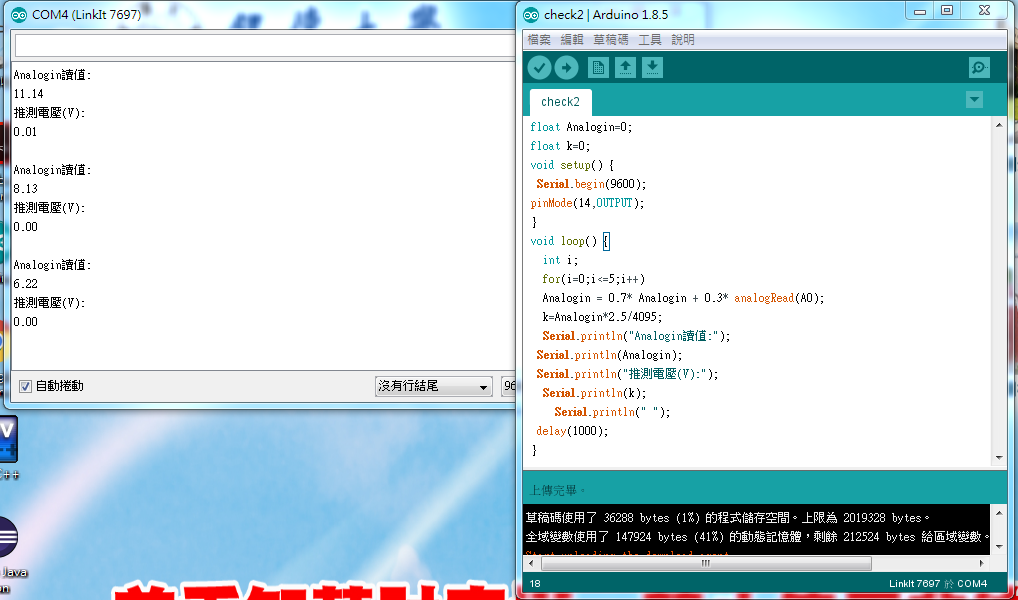 COM4 (LinkIt 7697)
Analogin讀值:
11.14
推測電壓(V):
0.01
Analogin讀值:
8.13
推測電壓(V):
0.00
Analogin讀值:
6.22
推測電壓(V):
0.00
自動捲動
沒有行結尾
96
check2 | Arduino 1.8.5
檔案 編輯 草稿碼 工具 說明
check2
float Analogin=0;
float k=0;
void setup() {
Serial.begin(9600);
pinMode(14,OUTPUT);
}
void loop() {
int i;
for(i=0;i<=5;i++)
Analogin = 0.7* Analogin + 0.3* analogRead(A0);
k=Analogin*2.5/4095;
Serial.println("Analogin讀值:");
Serial.println(Analogin);
Serial.println("推測電壓(V):");
Serial.println(k);
Serial.println(" ");
delay(1000);
}
上傳完畢。
草稿碼使用了 36288 bytes (1%) 的程式儲存空間。上限為 2019328 bytes。
全域變數使用了 147924 bytes (41%) 的動態記憶體，剩餘 212524 bytes 給區域變數。
Start uploading the download agent
18
LinkIt 7697 於 COM4
C++
Java